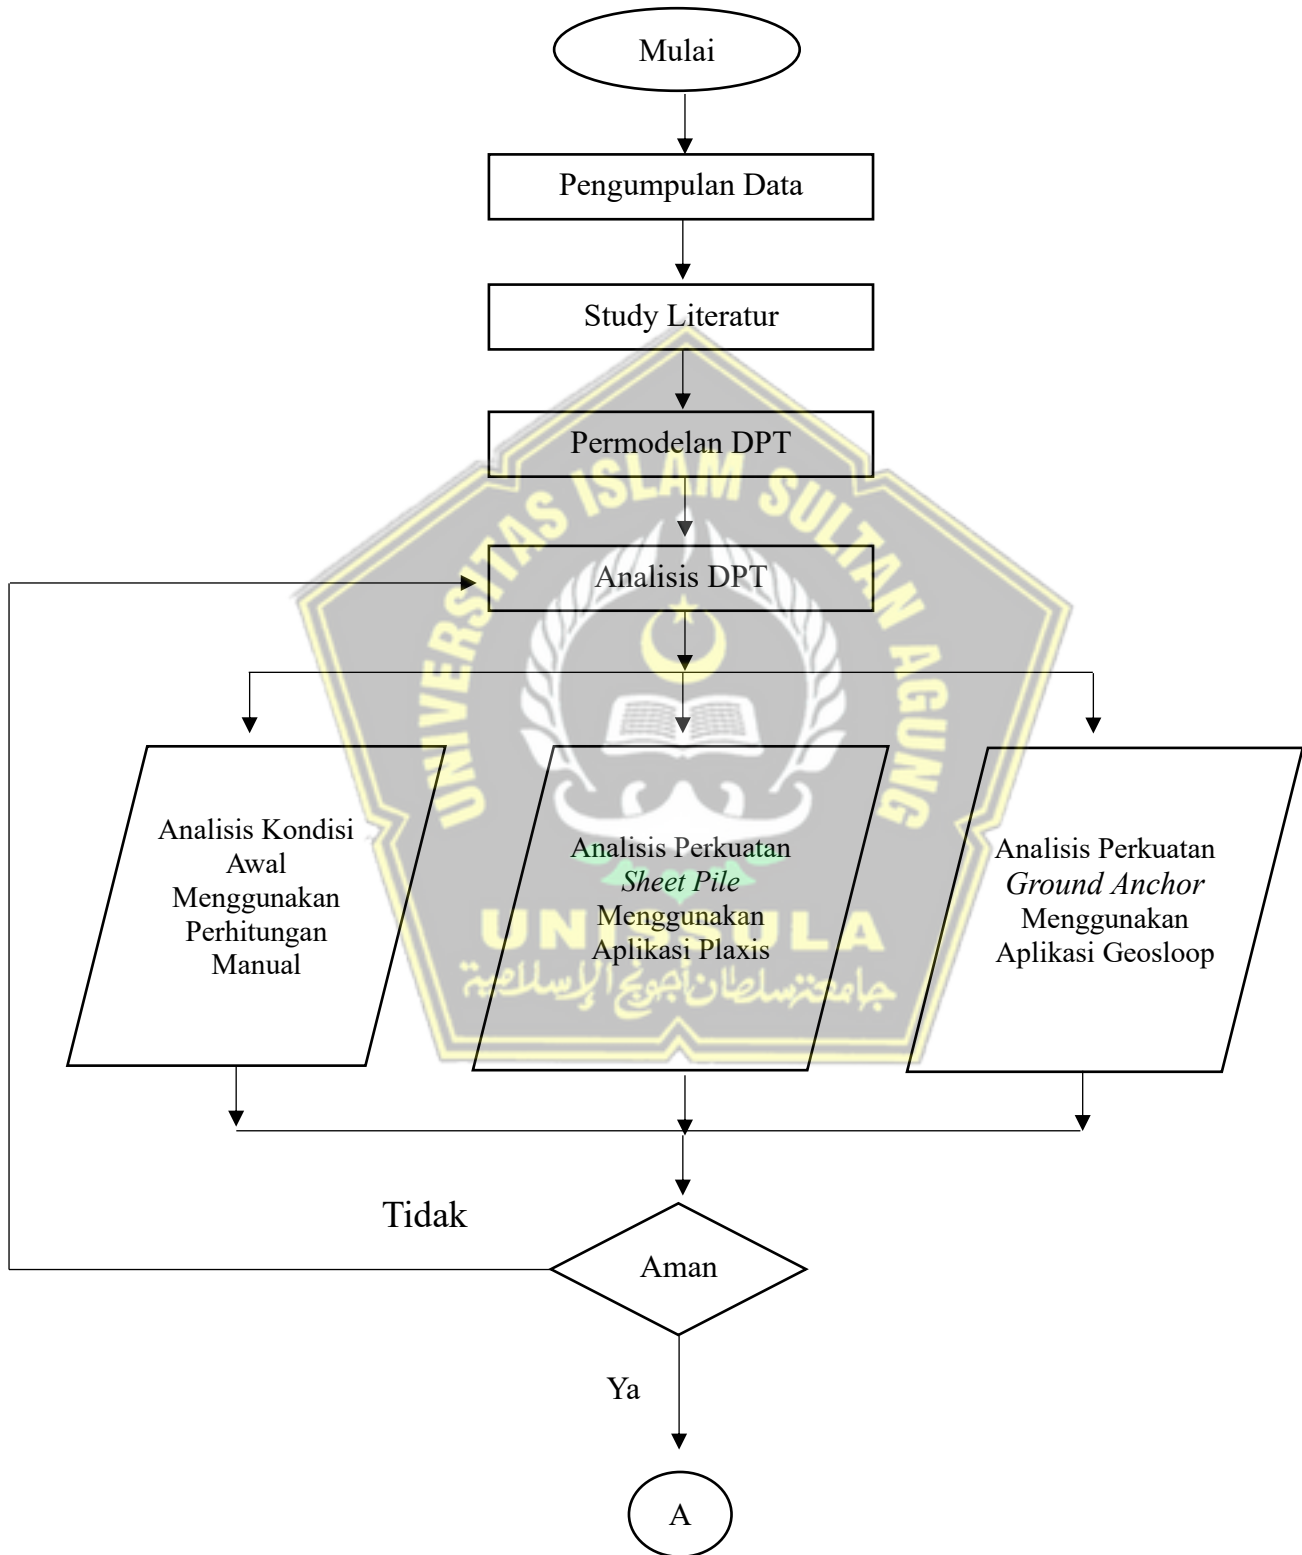 Mulai
Pengumpulan Data
Study Literatur
Permodelan DPT
UNIVERSITAS ISLAM SULTAN AGUNG
Analisis DPT
Analisis Kondisi
Awal
Menggunakan
Perhitungan
Manual
Analisis Perkuatan
Sheet Pile
Menggunakan
Aplikasi Plaxis
Analisis Perkuatan
Ground Anchor
Menggunakan
Aplikasi Geosloop
UNISSULA
جامعة سلطان أجونج الإسلامية
Tidak
Aman
Ya
A